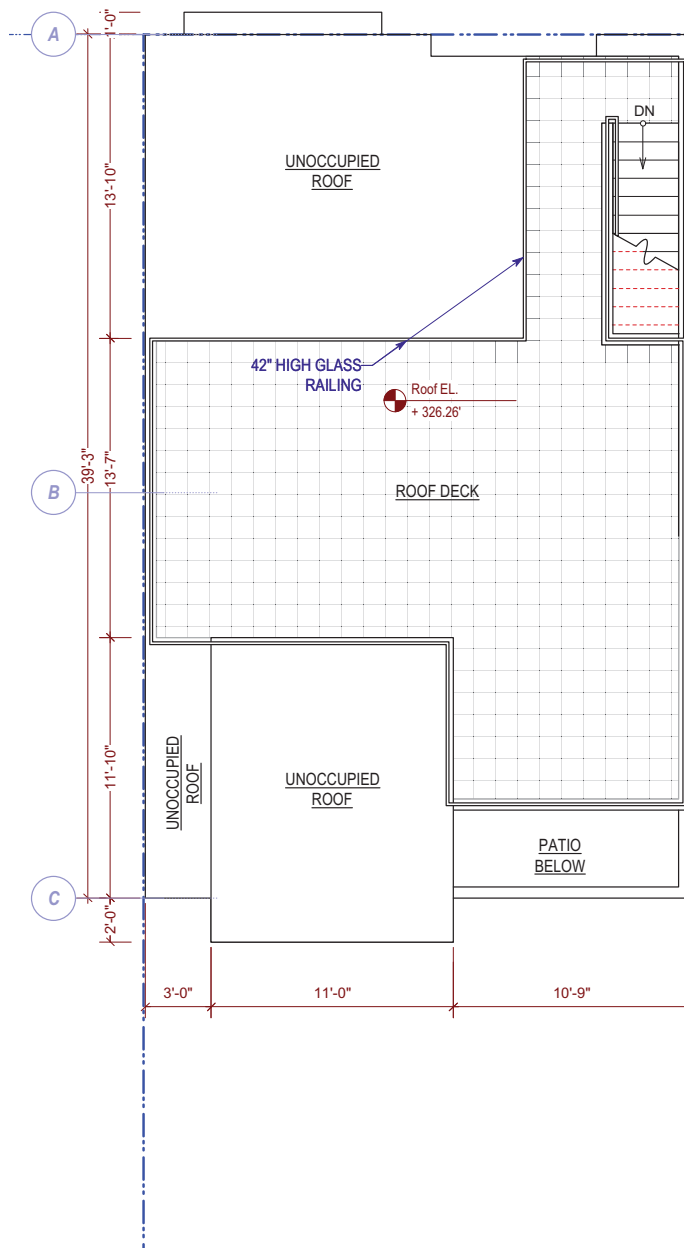 1'-0"
A
DN
UNOCCUPIED
ROOF
13'-10"
42" HIGH GLASS
RAILING
Roof EL.
+ 326.26'
39'-3"
13'-7"
B
ROOF DECK
11'-10"
UNOCCUPIED
ROOF
UNOCCUPIED
ROOF
PATIO
BELOW
C
2'-0"
3'-0"
11'-0"
10'-9"